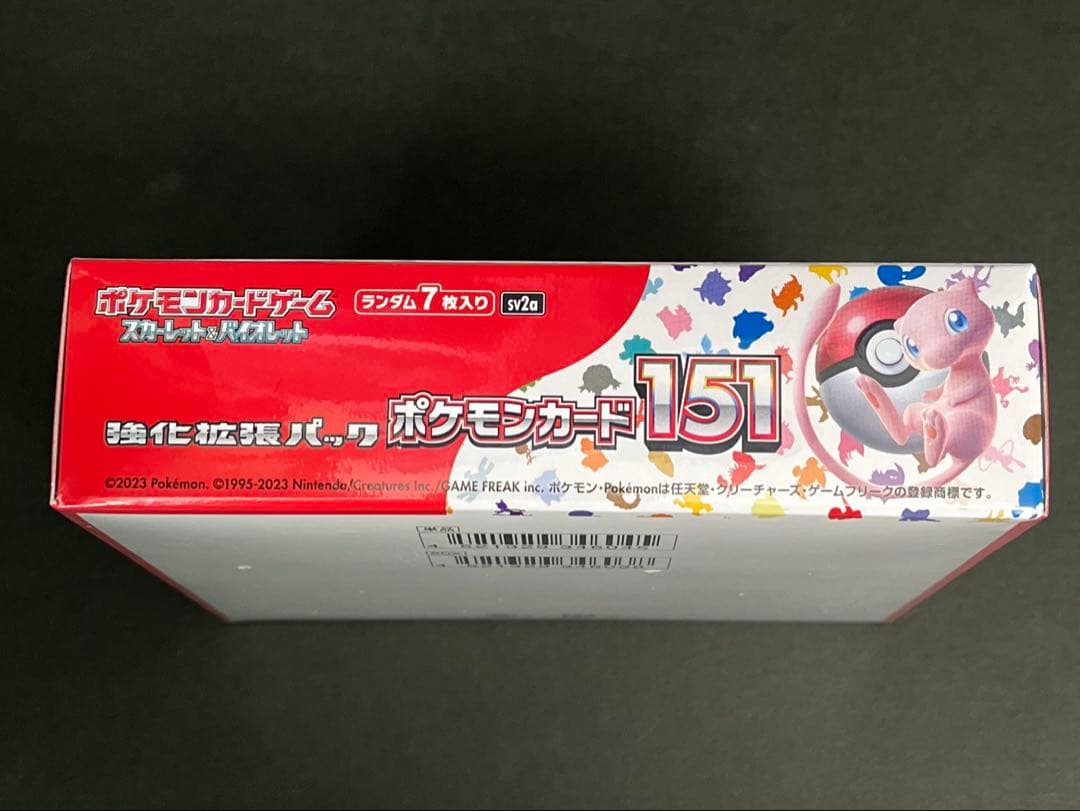 ポケモンカードゲーム
スカーレット&バイオレット
ランダム7枚入り
sv2a
強化拡張パック
ポケモンカード151
©2023 Pokémon. ©1995-2023 Nintendo/Creatures Inc./GAME FREAK inc. ポケモン・Pokémonは任天堂・クリーチャーズ・ゲームフリークの登録商標です。
単品